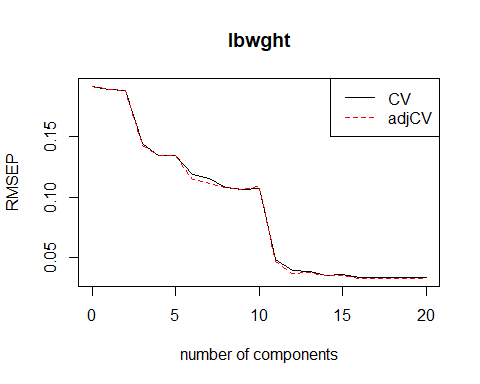 lbwght
CV
adjCV
RMSEP
0.15
0.10
0.05
0 5 10 15 20
number of components